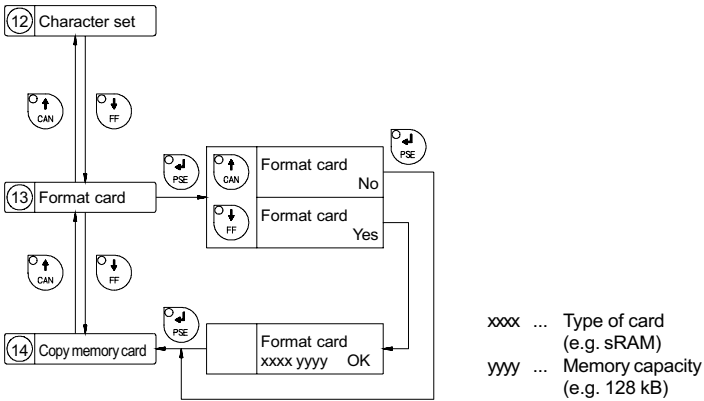 12 Character set
CAN
FF
PSE
PSE
CAN
Format card
No
13 Format card
FF
Format card
Yes
CAN
FF
PSE
14 Copy memory card
Format card
xxxx yyyy OK
xxxx ... Type of card
(e.g. sRAM)
yyyy ... Memory capacity
(e.g. 128 kB)